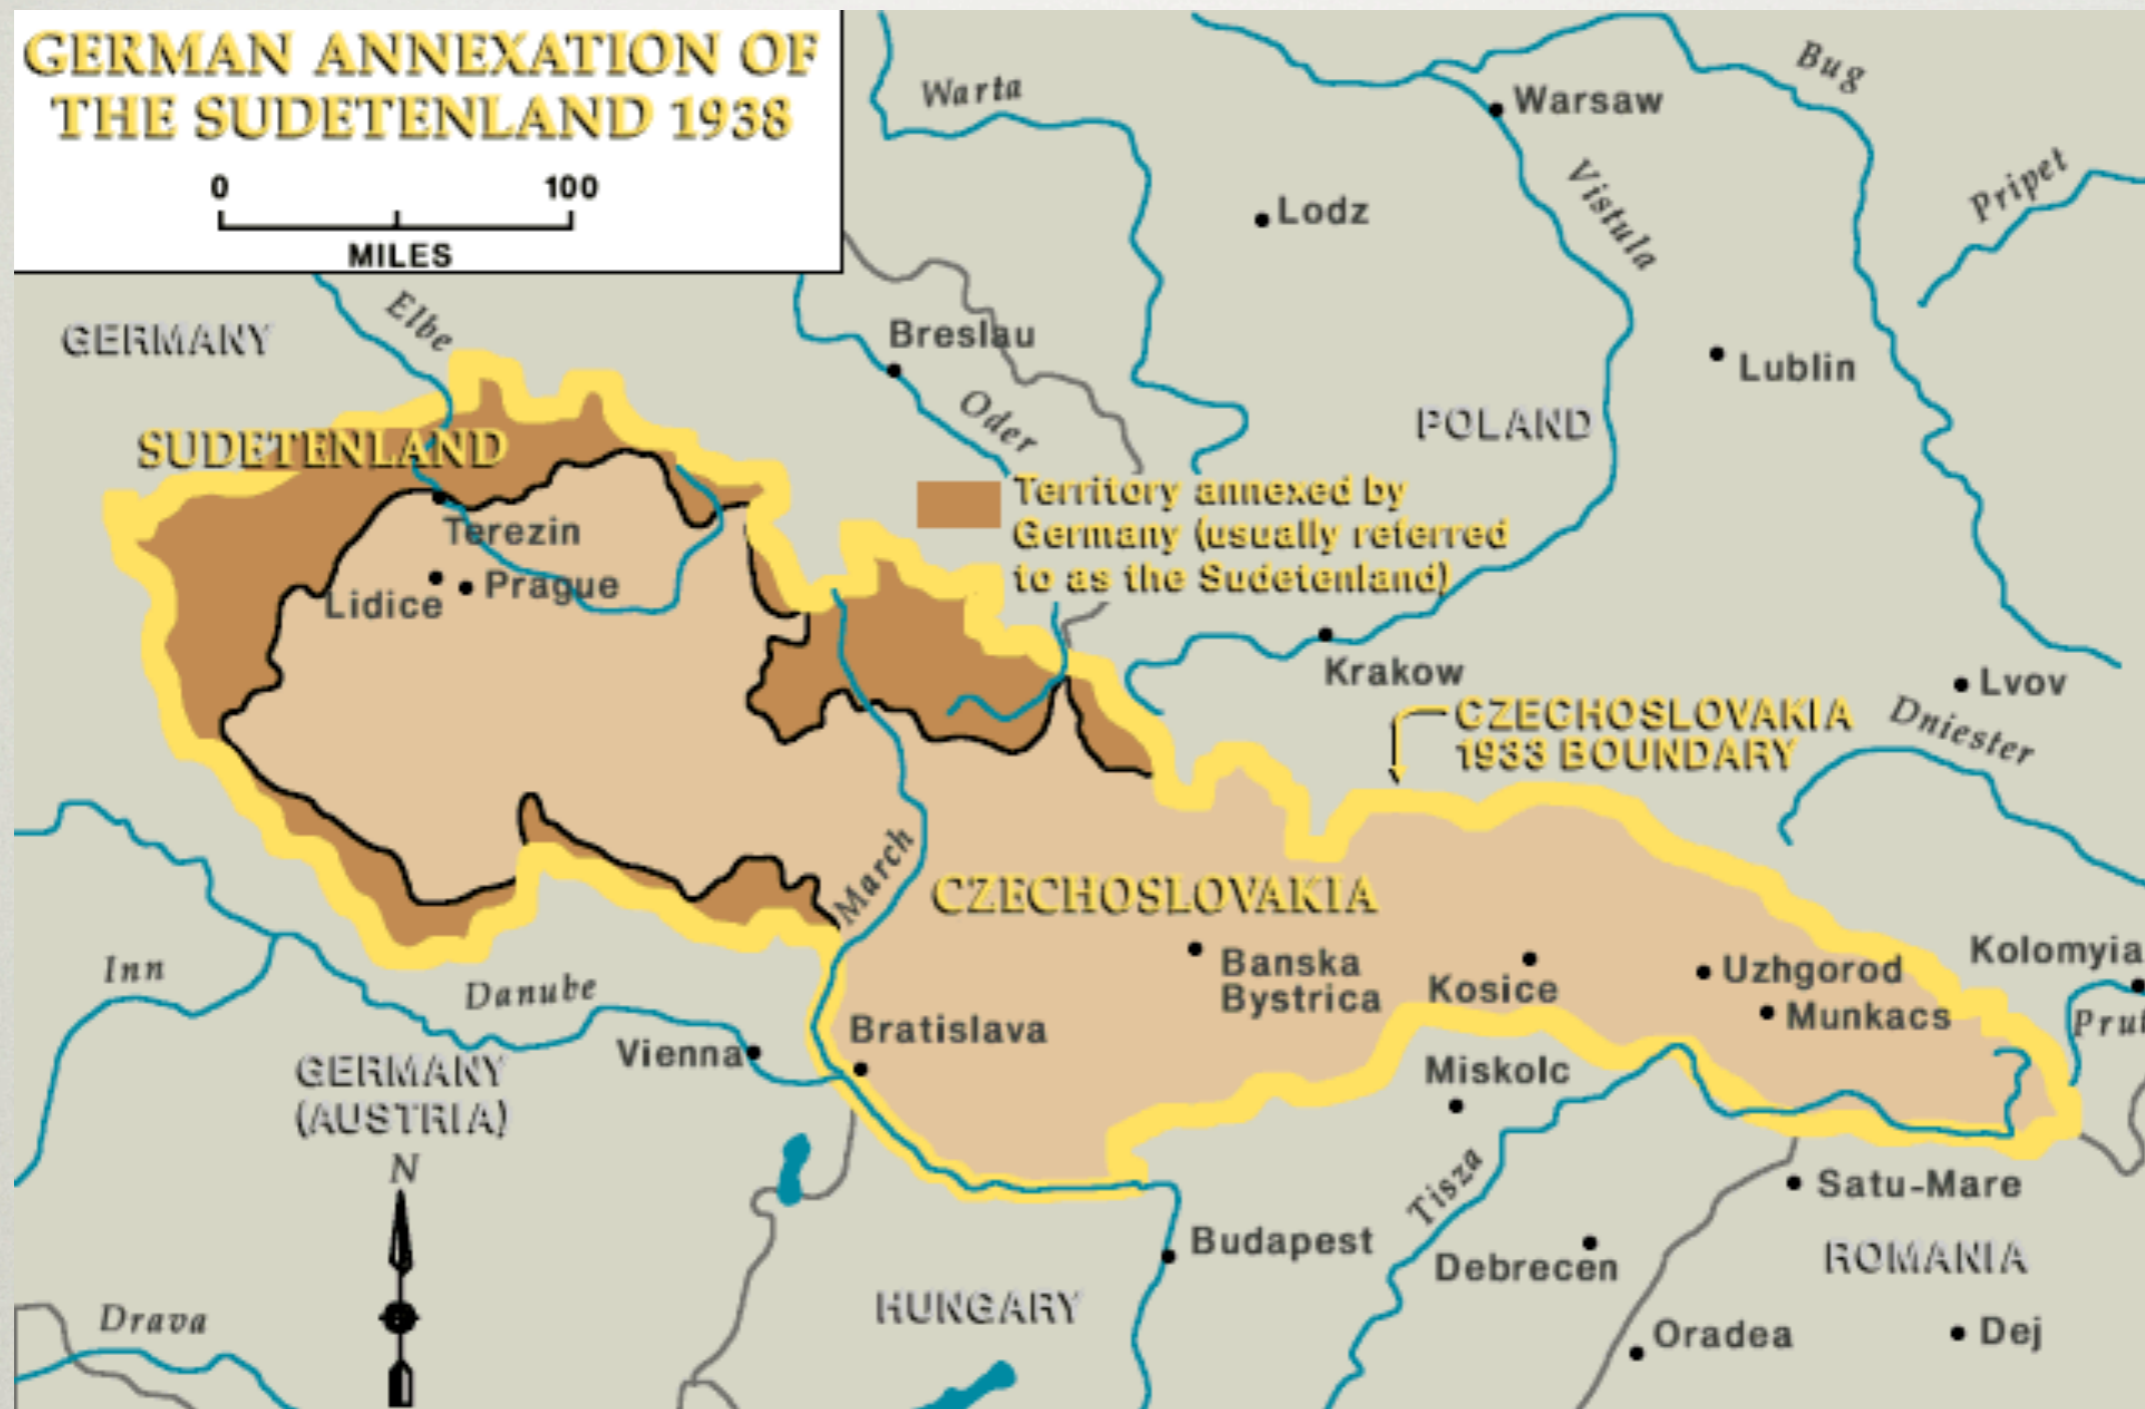 GERMAN ANNEXATION OF
THE SUDETENLAND 1938
0 100
MILES
Warta
Bug
Warsaw
Pripet
Vistula
Lodz
Elbe
GERMANY
Breslau
Lublin
Oder
POLAND
SUDETENLAND
Territory annexed by
Germany (usually referred
to as the Sudetenland)
Terezin
Prague
Lidice
Krakow
Lvov
CZECHOSLOVAKIA
1933 BOUNDARY
Dniester
March
CZECHOSLOVAKIA
Banska
Bystrica
Kosice
Uzhgorod
Munkacs
Kolomyia
Prut
Inn
Danube
Bratislava
Vienna
GERMANY
(AUSTRIA)
Miskolc
N
Tisza
Satu-Mare
Budapest
Debrecen
ROMANIA
HUNGARY
Drava
Oradea
Dej